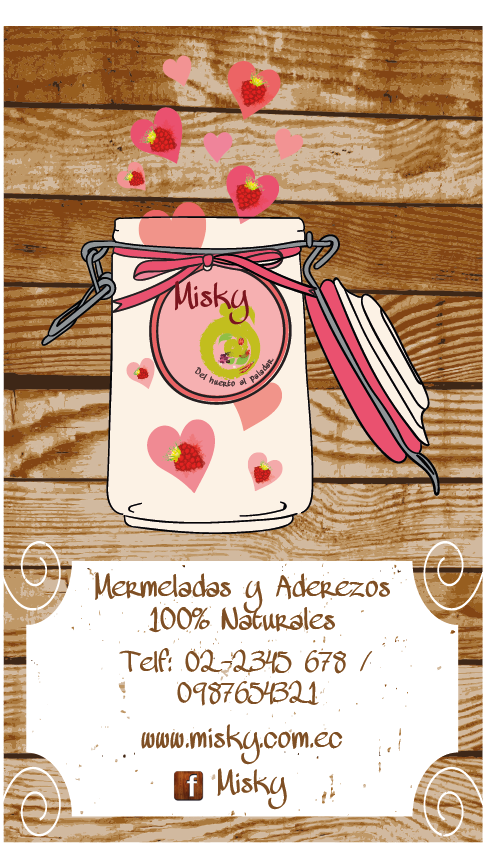 Misky
Del huerto al paladar
Mermeladas y Aderezos
100% Naturales
Telf: 02-2345 678 /
0987654321
www.misky.com.ec
f Misky